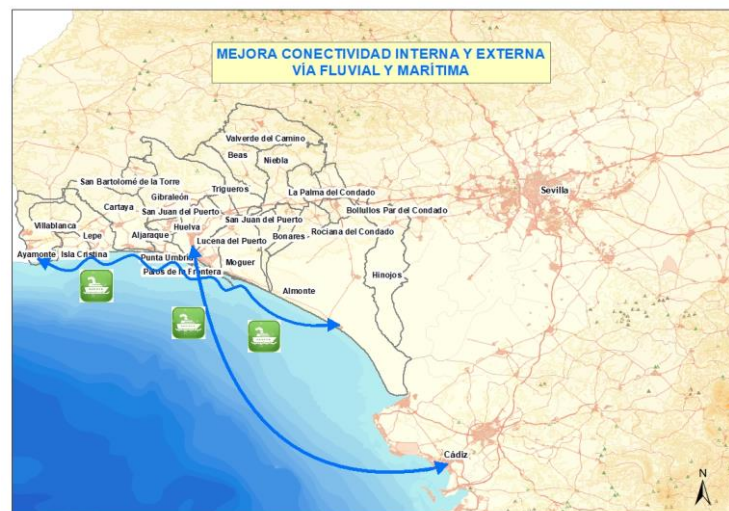 MEJORA CONECTIVIDAD INTERNA Y EXTERNA
VÍA FLUVIAL Y MARÍTIMA
Valverde del Camino
Beas
Niebla
San Bartolomé de la Torre
Trigueros
Gibraleón
La Palma del Condado
Sevilla
Cartaya
San Juan del Puerto
San Juan del Puerto
Bollullos Par del Condado
Villablanca
Huelva
Rociana del Condado
Lepe
Aljaraque
Lucena del Puerto
Bonares
Ayamonte
Isla Cristina
Punta Umbría
Moguer
Palos de la Frontera
Hinojos
Almonte
Cádiz
N